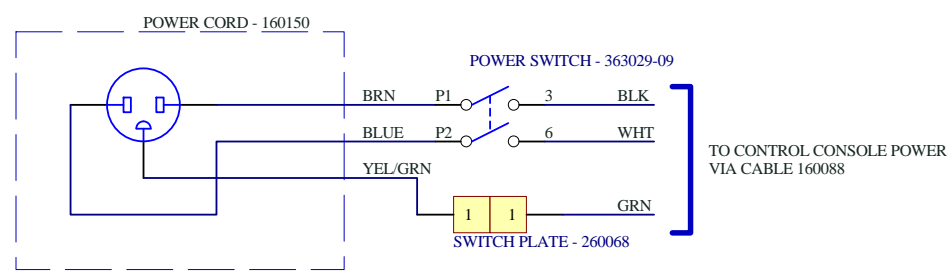 POWER CORD - 160150
POWER SWITCH - 363029-09
BRN P1 3 BLK
BLUE P2 6 WHT
YEL/GRN
TO CONTROL CONSOLE POWER
VIA CABLE 160088
1 1 GRN
SWITCH PLATE - 260068